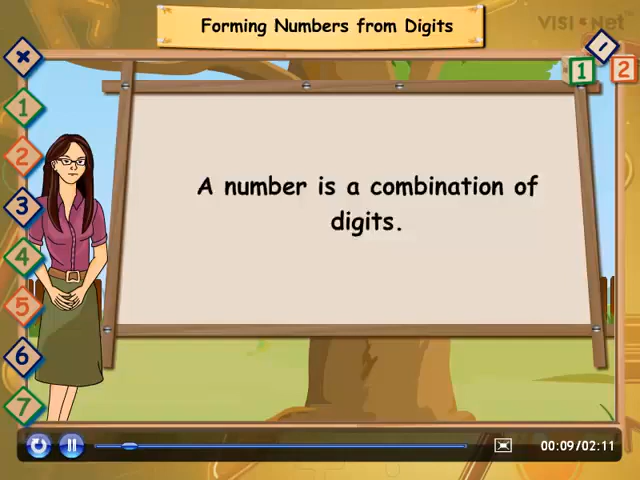 Forming Numbers from Digits
VISI Net
×
1
2
3
4
5
6
7
1
2
A number is a combination of
digits.
00:09/02:11